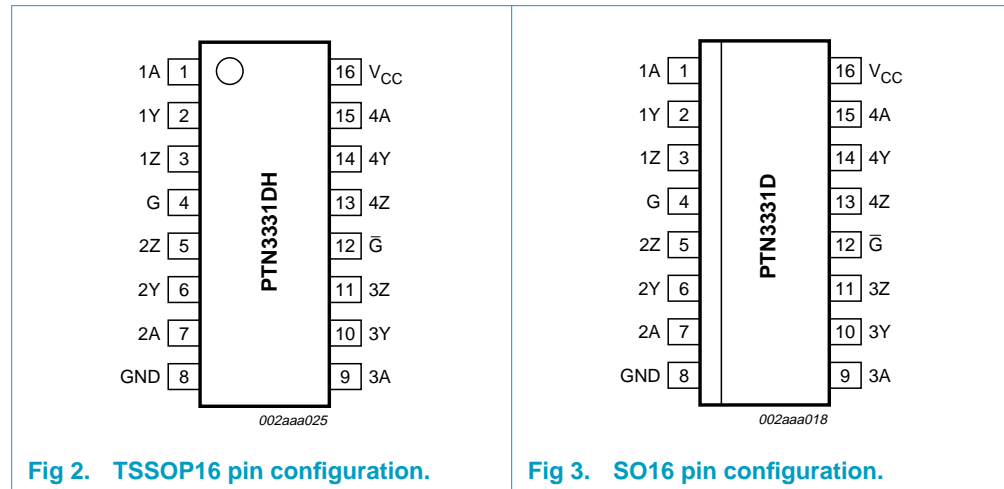 1A 1 16 VCC
1Y 2 15 4A
1Z 3 14 4Y
G 4 13 4Z
2Z 5 12 G̅
2Y 6 11 3Z
2A 7 10 3Y
GND 8 9 3A
PTN3331DH
002aaa025
Fig 2. TSSOP16 pin configuration.
1A 1 16 VCC
1Y 2 15 4A
1Z 3 14 4Y
G 4 13 4Z
2Z 5 12 G̅
2Y 6 11 3Z
2A 7 10 3Y
GND 8 9 3A
PTN3331D
002aaa018
Fig 3. SO16 pin configuration.